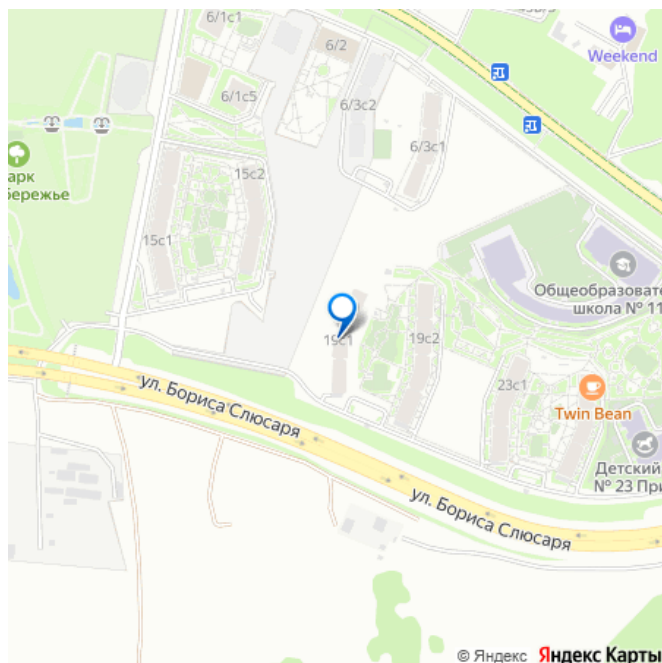 6/1с1
6/2
Weekend
6/1с5
6/3с2
6/3с1
арк
бережье
15с2
15с1
Общеобразовате
школа № 11
19с1
19с2
23с1
Twin Bean
ул. Бориса Слюсаря
Детский
№ 23 При
ул. Бориса Слюсаря
© Яндекс Яндекс Карты